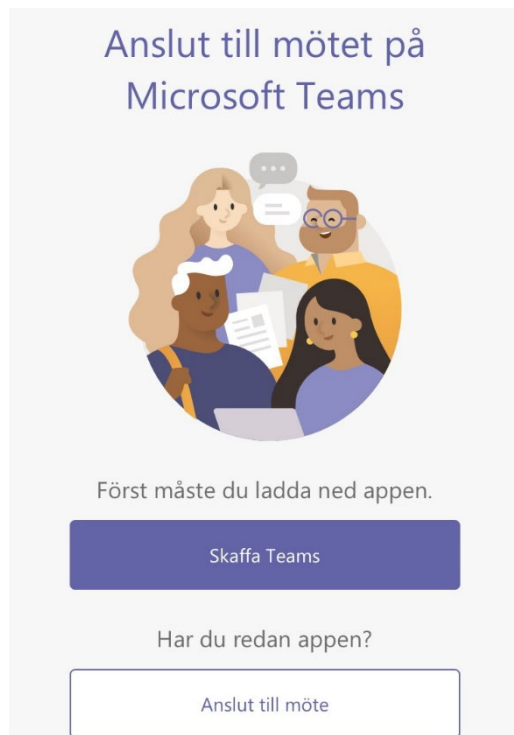 Anslut till mötet på
Microsoft Teams
Först måste du ladda ned appen.
Skaffa Teams
Har du redan appen?
Anslut till möte